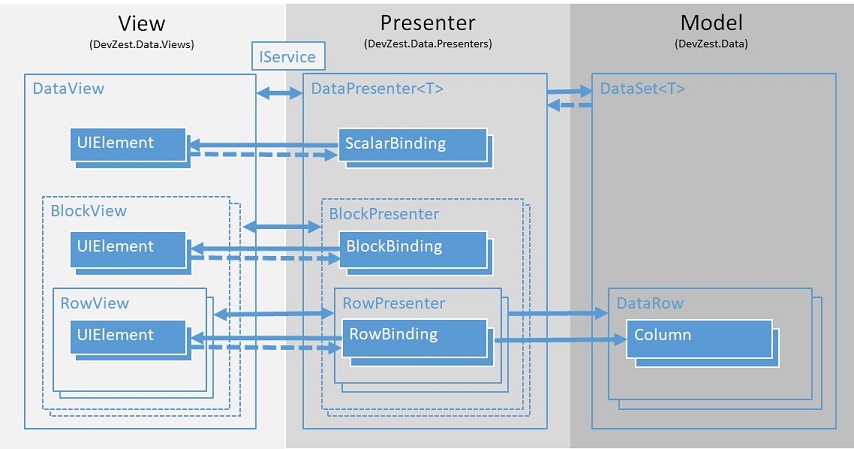 View
(DevZest.Data.Views)
Presenter
(DevZest.Data.Presenters)
Model
(DevZest.Data)
IService
DataView
DataPresenter<T>
DataSet<T>
UIElement
ScalarBinding
BlockView
BlockPresenter
UIElement
BlockBinding
RowView
RowPresenter
DataRow
UIElement
RowBinding
Column